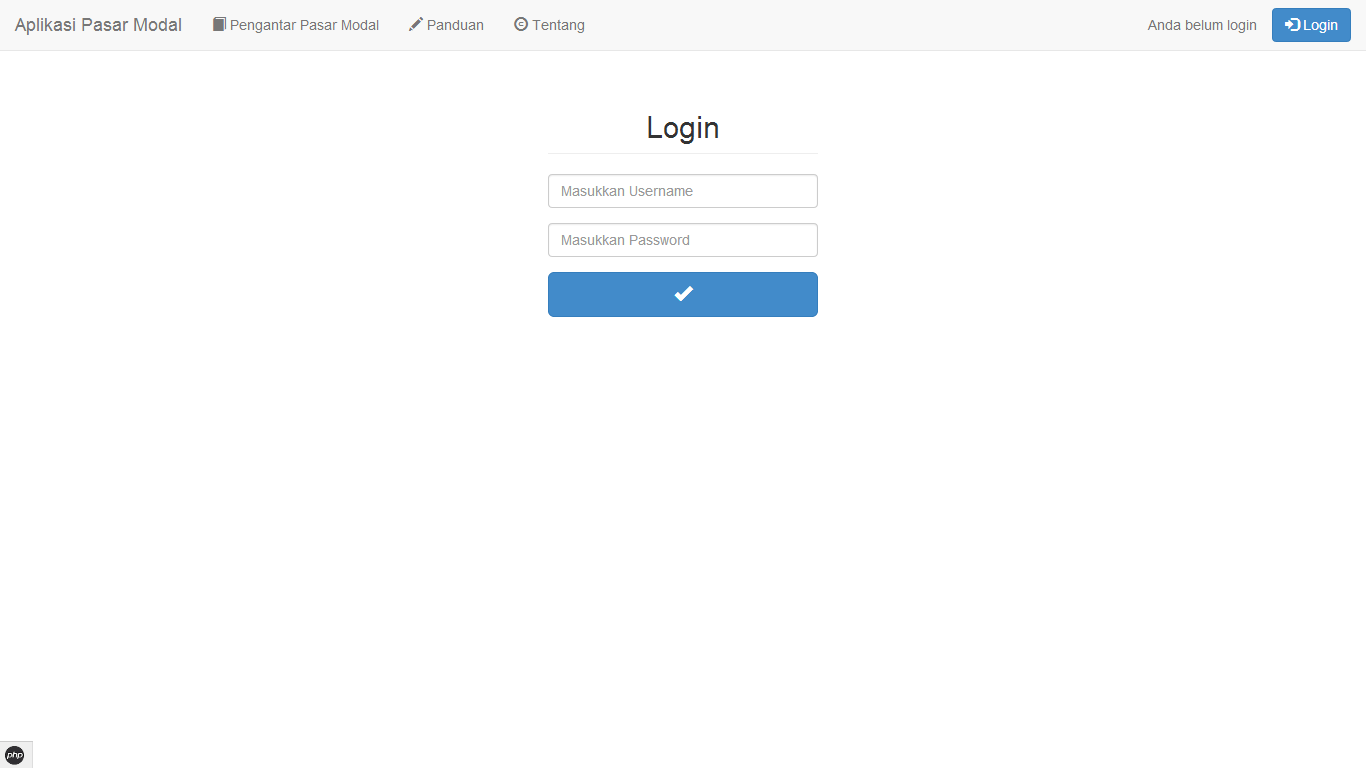 Aplikasi Pasar Modal Pengantar Pasar Modal Panduan Tentang Anda belum login Login
Login
Masukkan Username
Masukkan Password
php